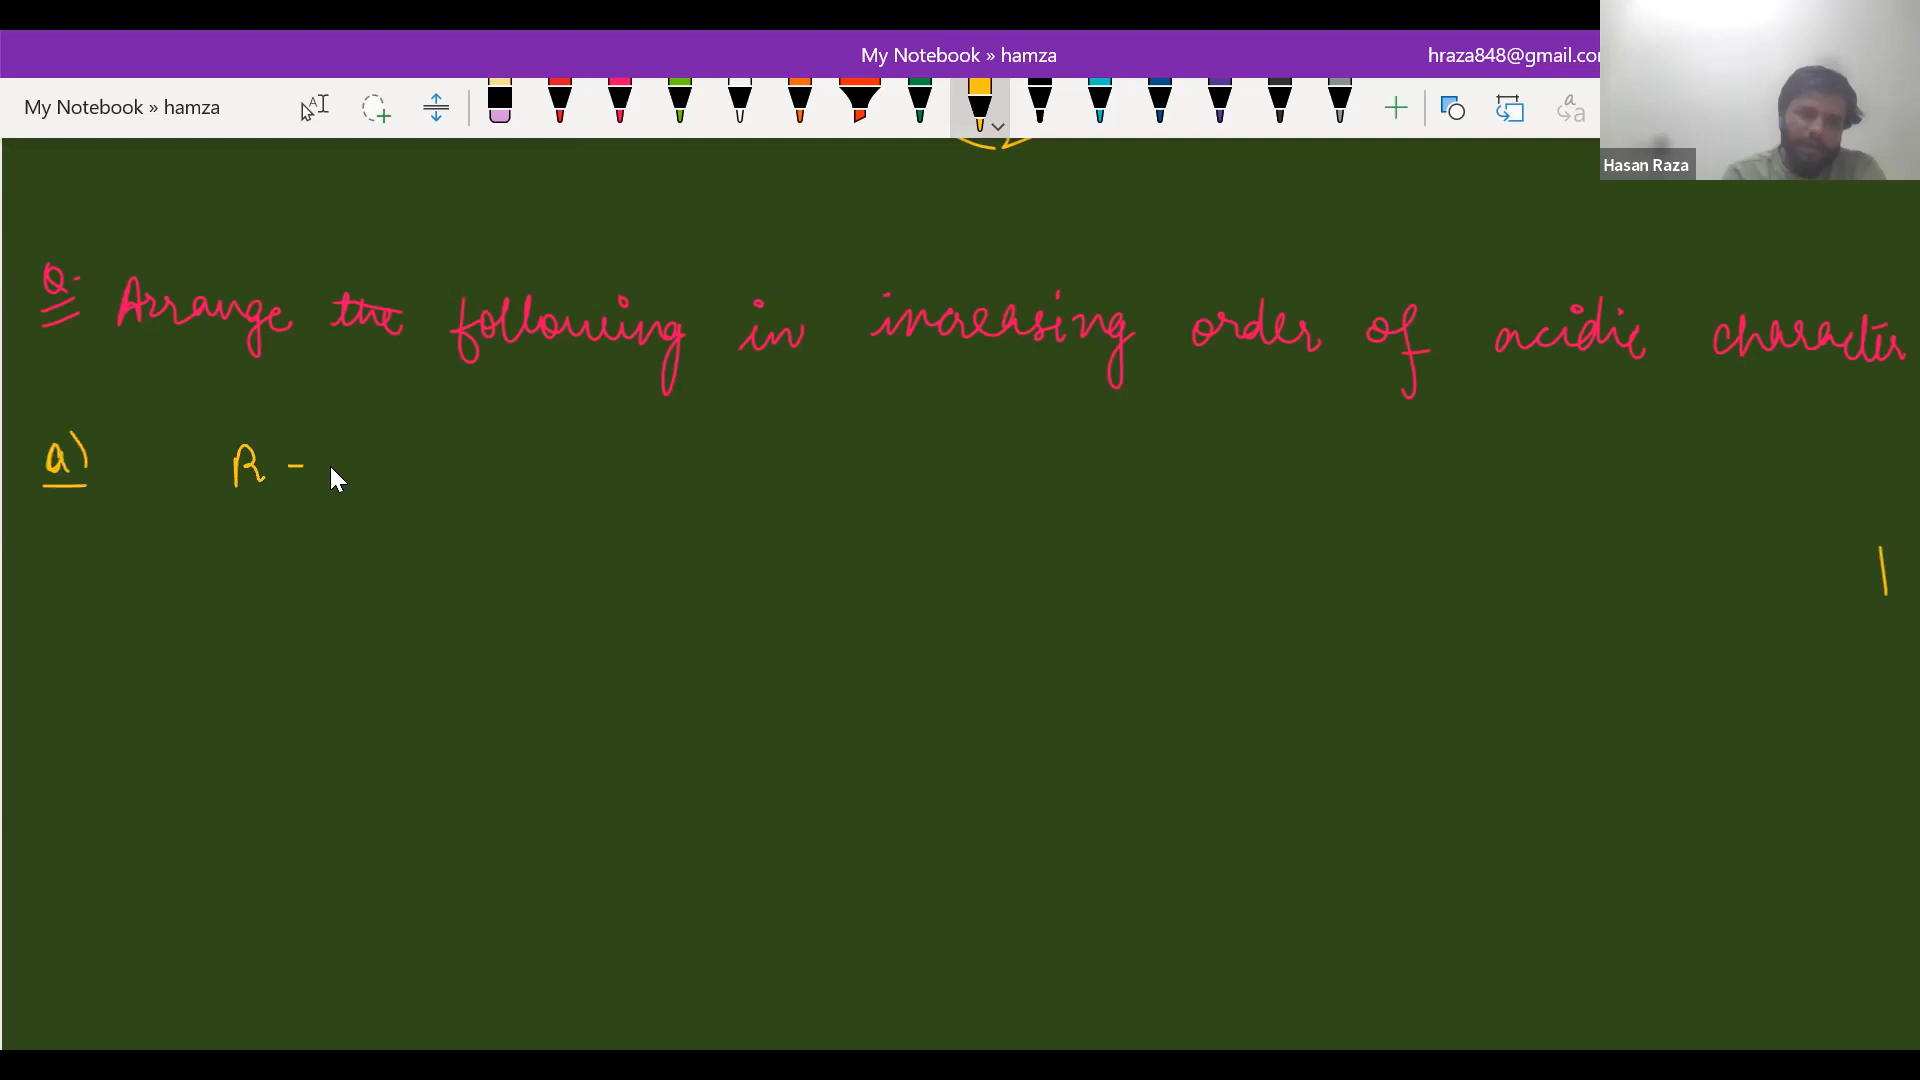 My Notebook » hamza
hraza848@gmail.co
My Notebook » hamza
Hasan Raza
Q. Arrange the following in increasing order of acidic character
a) R -